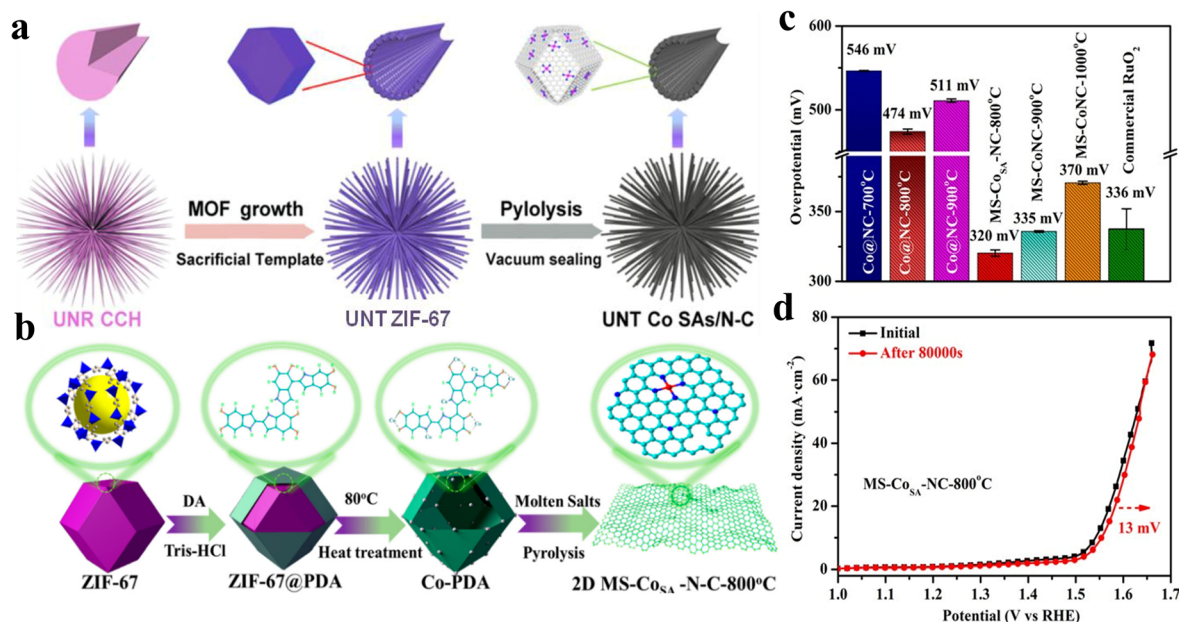 a
MOF growth
Sacrificial Template
Pylolysis
Vacuum sealing
UNR CCH
UNT ZIF-67
UNT Co SAs/N-C
b
DA
Tris-HCl
80°C
Heat treatment
Molten Salts
Pyrolysis
ZIF-67
ZIF-67@PDA
Co-PDA
2D MS-CoSA -N-C-800°C
c
Overpotential (mV)
600
500
350
300
546 mV
474 mV
511 mV
320 mV
335 mV
370 mV
336 mV
Co@NC-700°C
Co@NC-800°C
Co@NC-900°C
MS-CoSA-NC-800°C
MS-CoNC-900°C
MS-CoNC-1000°C
Commercial RuO2
d
Current density (mA·cm-2)
80
60
40
20
0
Initial
After 80000s
MS-CoSA-NC-800°C
13 mV
1.0 1.1 1.2 1.3 1.4 1.5 1.6 1.7
Potential (V vs RHE)